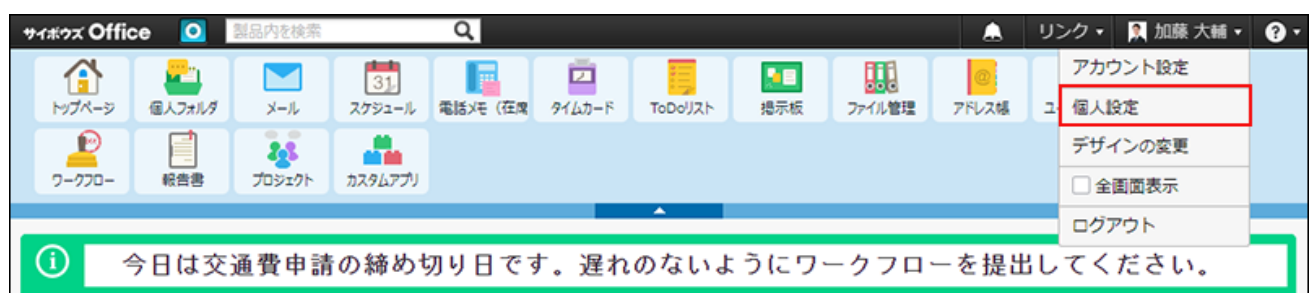 サイボウズ Office 製品内を検索 リンク 加藤 大輔
トップページ 個人フォルダ メール スケジュール 電話メモ（在席 タイムカード ToDoリスト 掲示板 ファイル管理 アドレス帳 ユー
ワークフロー 報告書 プロジェクト カスタムアプリ
アカウント設定
個人設定
デザインの変更
全画面表示
ログアウト
今日は交通費申請の締め切り日です。遅れのないようにワークフローを提出してください。